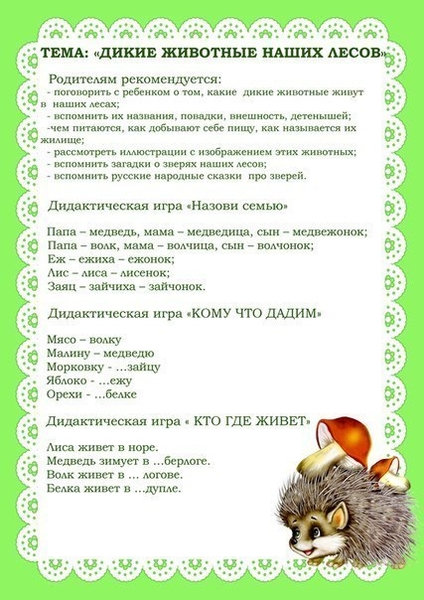 ТЕМА: «ДИКИЕ ЖИВОТНЫЕ НАШИХ ЛЕСОВ»
Родителям рекомендуется:
- поговорить с ребенком о том, какие дикие животные живут
в наших лесах;
- вспомнить их названия, повадки, внешность, детенышей;
-чем питаются, как добывают себе пищу, как называется их
жилище;
- рассмотреть иллюстрации с изображением этих животных;
- вспомнить загадки о зверях наших лесов;
- вспомнить русские народные сказки про зверей.
Дидактическая игра «Назови семью»
Папа – медведь, мама – медведица, сын – медвежонок;
Папа – волк, мама – волчица, сын – волчонок;
Еж – ежиха – ежонок;
Лис – лиса – лисенок;
Заяц – зайчиха – зайчонок.
Дидактическая игра «КОМУ ЧТО ДАДИМ»
Мясо – волку
Малину – медведю
Морковку - ...зайцу
Яблоко - ...ежу
Орехи - ...белке
Дидактическая игра « КТО ГДЕ ЖИВЕТ»
Лиса живет в норе.
Медведь зимует в ...берлоге.
Волк живет в ... логове.
Белка живет в ...дупле.